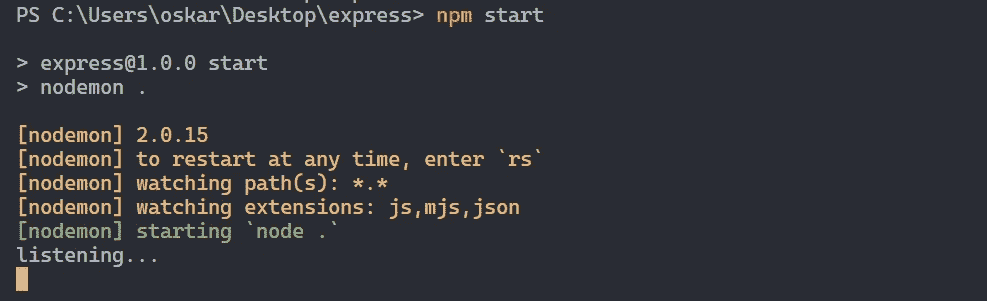 PS C:\Users\oskar\Desktop\express> npm start
> express@1.0.0 start
> nodemon .
[nodemon] 2.0.15
[nodemon] to restart at any time, enter `rs`
[nodemon] watching path(s): *.*
[nodemon] watching extensions: js,mjs,json
[nodemon] starting `node .`
listening...